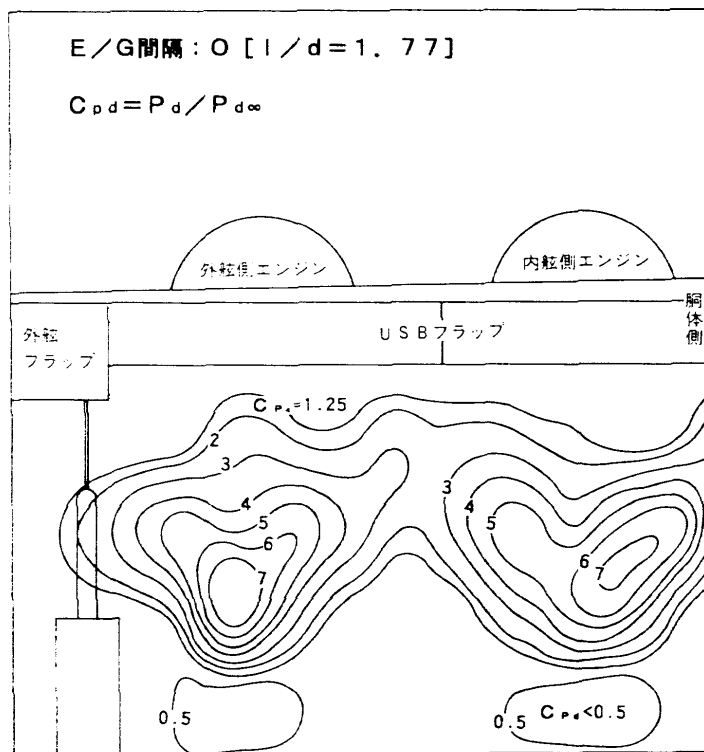 E／G間隔：0［l／d＝1．77］
Cpd＝Pd／Pd∞
外舷側エンジン
内舷側エンジン
外舷
フラップ
USBフラップ
胴体側
Cpd=1.25
2
3
4
5
6
7
3
4
5
6
7
0.5
0.5
Cpd<0.5